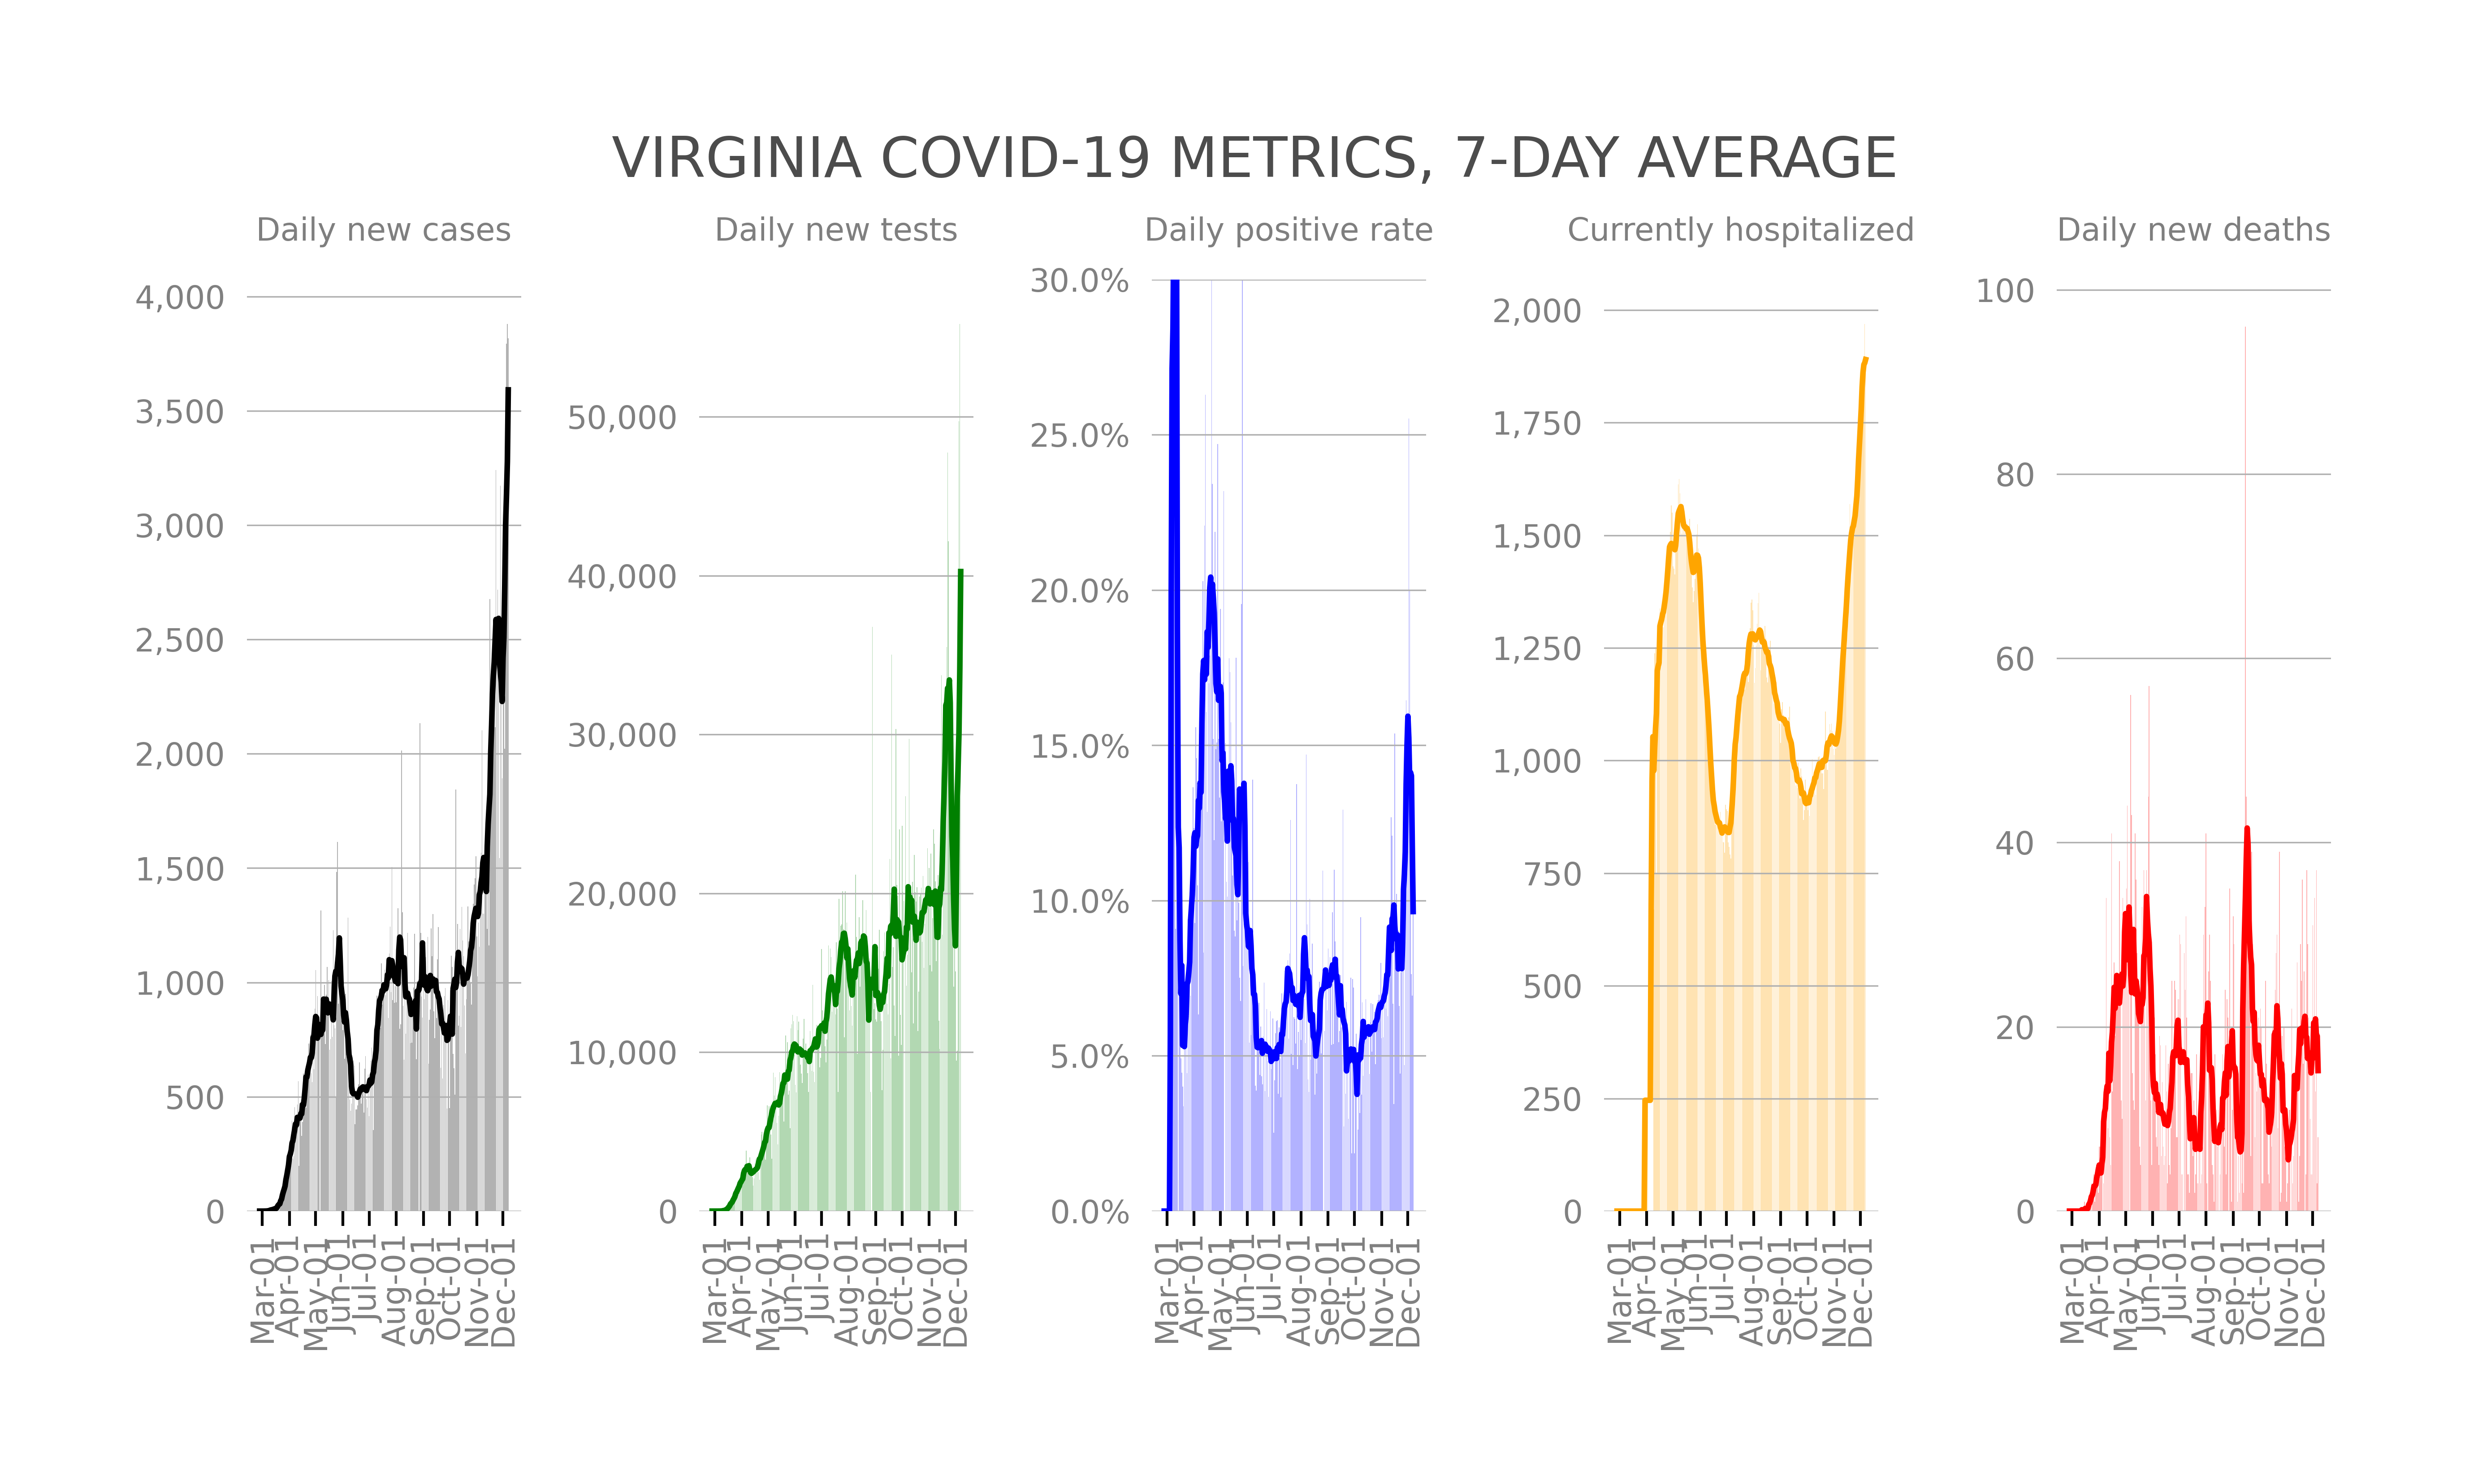 VIRGINIA COVID-19 METRICS, 7-DAY AVERAGE
Daily new cases
4,000
3,500
3,000
2,500
2,000
1,500
1,000
500
0
Mar-01
Apr-01
May-01
Jun-01
Jul-01
Aug-01
Sep-01
Oct-01
Nov-01
Dec-01
Daily new tests
50,000
40,000
30,000
20,000
10,000
0
Mar-01
Apr-01
May-01
Jun-01
Jul-01
Aug-01
Sep-01
Oct-01
Nov-01
Dec-01
Daily positive rate
30.0%
25.0%
20.0%
15.0%
10.0%
5.0%
0.0%
Mar-01
Apr-01
May-01
Jun-01
Jul-01
Aug-01
Sep-01
Oct-01
Nov-01
Dec-01
Currently hospitalized
2,000
1,750
1,500
1,250
1,000
750
500
250
0
Mar-01
Apr-01
May-01
Jun-01
Jul-01
Aug-01
Sep-01
Oct-01
Nov-01
Dec-01
Daily new deaths
100
80
60
40
20
0
Mar-01
Apr-01
May-01
Jun-01
Jul-01
Aug-01
Sep-01
Oct-01
Nov-01
Dec-01